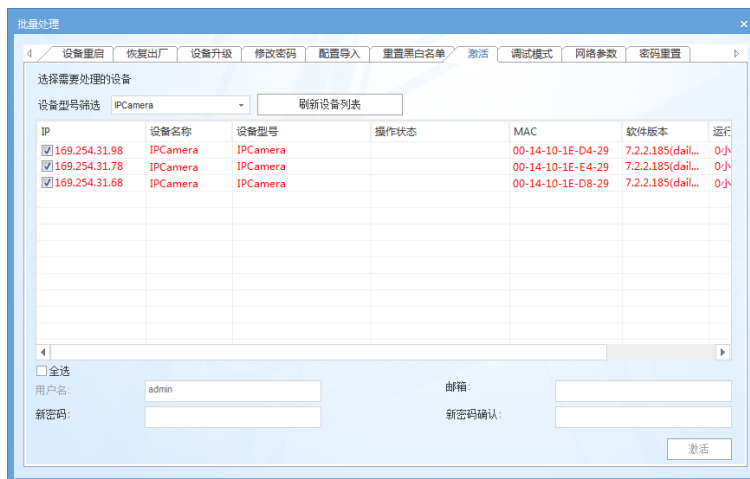 批量处理
设备重启 恢复出厂 设备升级 修改密码 配置导入 重置黑白名单 激活 调试模式 网络参数 密码重置
选择需要处理的设备
设备型号筛选 IPCamera 刷新设备列表
IP 设备名称 设备型号 操作状态 MAC 软件版本 运行
169.254.31.98 IPCamera IPCamera 00-14-10-1E-D4-29 7.2.2.185(dail... 0小
169.254.31.78 IPCamera IPCamera 00-14-10-1E-E4-29 7.2.2.185(dail... 0小
169.254.31.68 IPCamera IPCamera 00-14-10-1E-D8-29 7.2.2.185(dail... 0小
全选
用户名: admin 邮箱:
新密码: 新密码确认:
激活